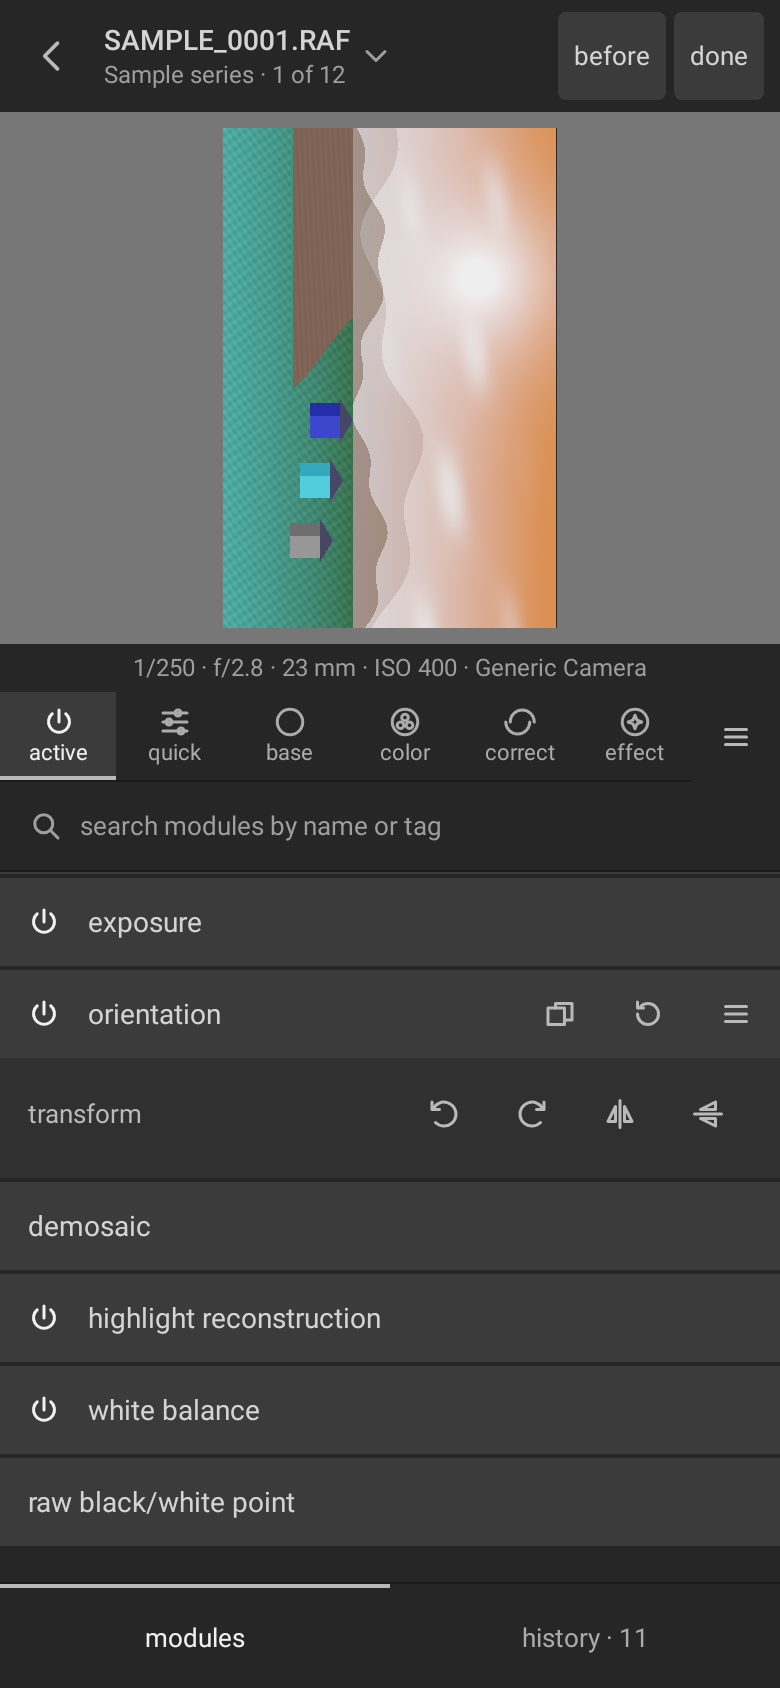 SAMPLE_0001.RAF
Sample series · 1 of 12
before
done
1/250 · f/2.8 · 23 mm · ISO 400 · Generic Camera
active
quick
base
color
correct
effect
search modules by name or tag
exposure
orientation
transform
demosaic
highlight reconstruction
white balance
raw black/white point
modules
history · 11